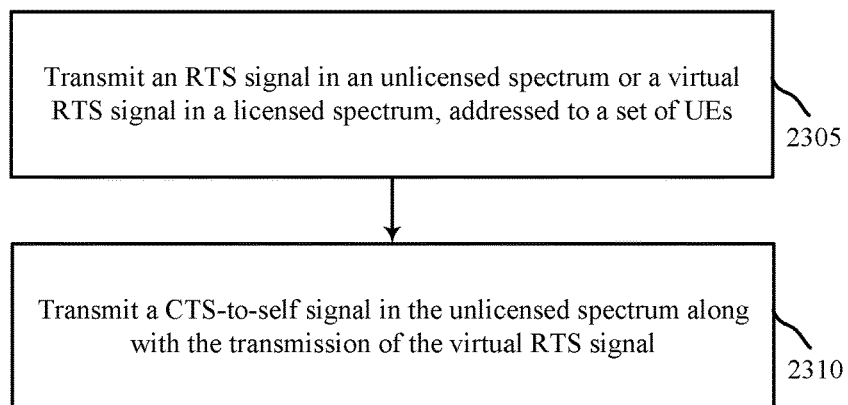 Transmit an RTS signal in an unlicensed spectrum or a virtual
RTS signal in a licensed spectrum, addressed to a set of UEs
2305
Transmit a CTS-to-self signal in the unlicensed spectrum along
with the transmission of the virtual RTS signal
2310